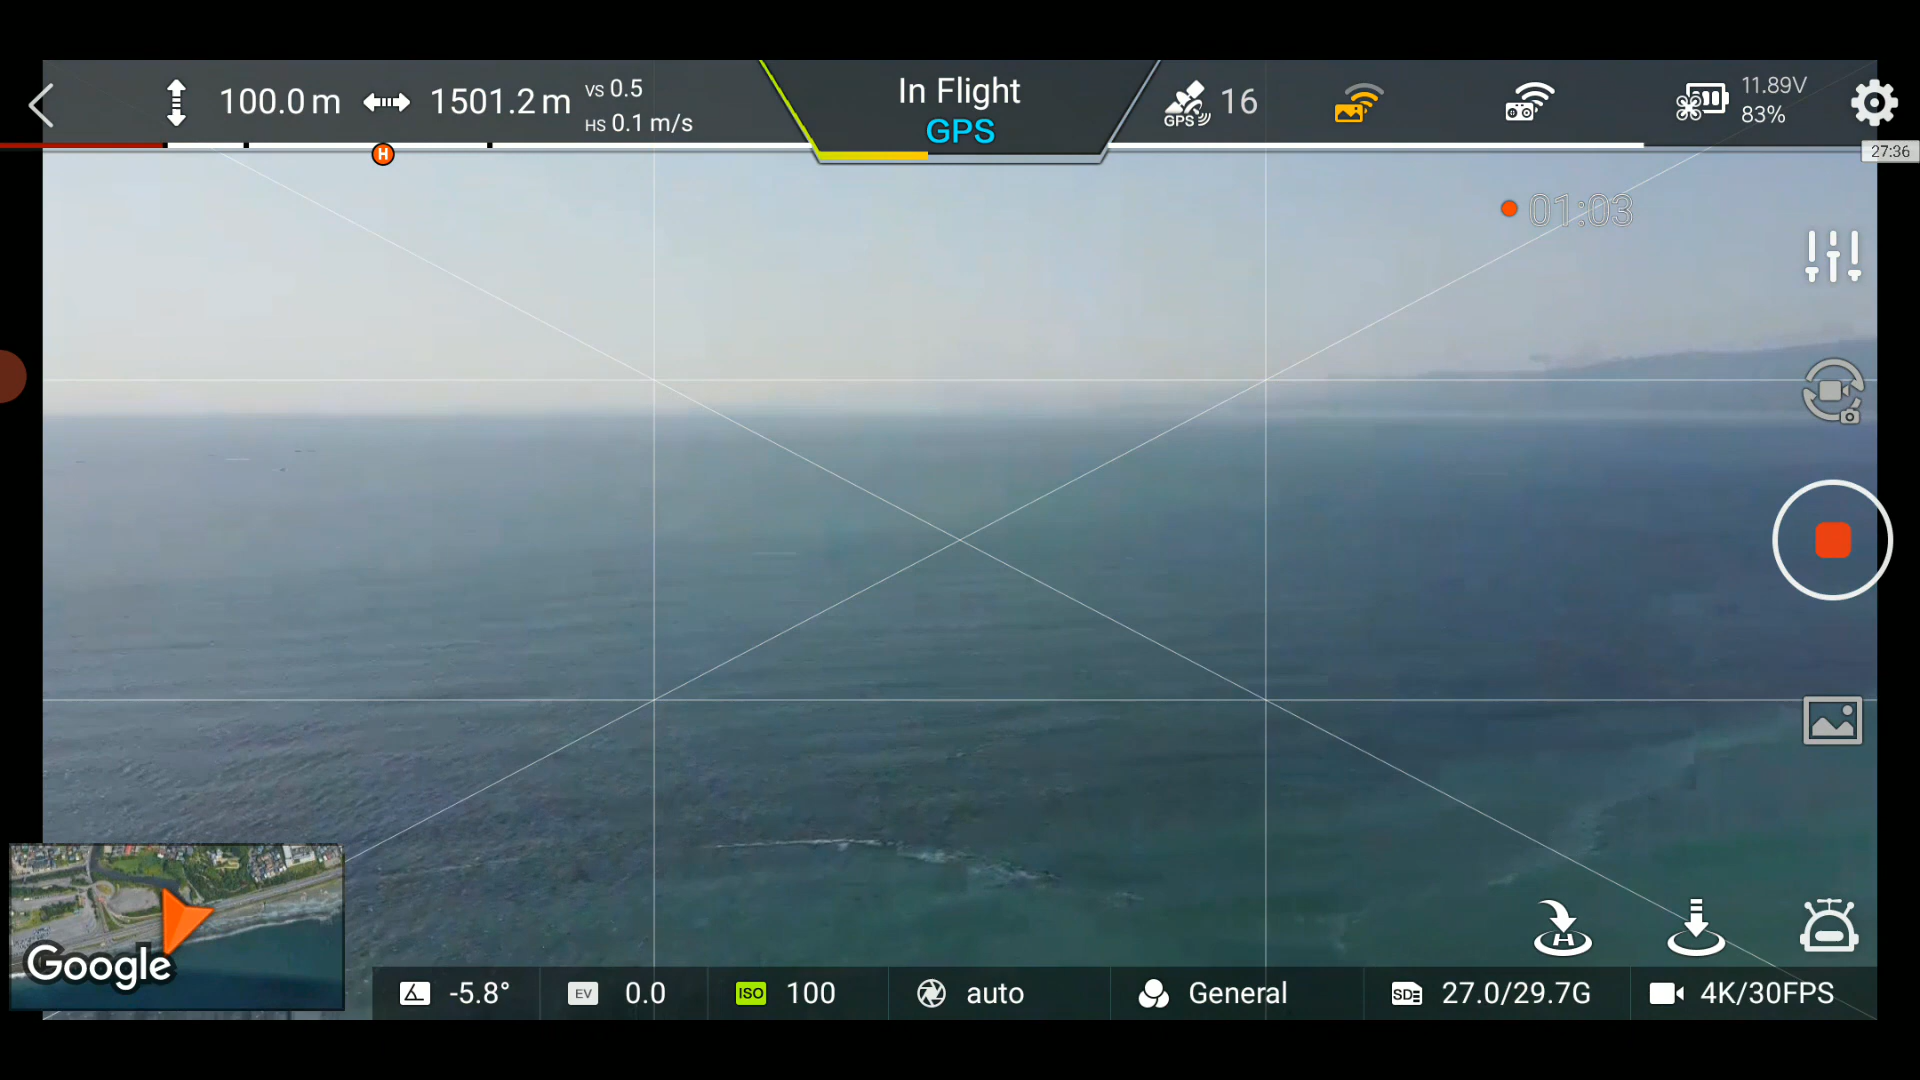 100.0 m
1501.2 m
VS 0.5
HS 0.1 m/s
In Flight
GPS
GPS
16
11.89V
83%
27:36
H
01:03
Google
H
-5.8°
EV
0.0
ISO
100
auto
General
SD
27.0/29.7G
4K/30FPS